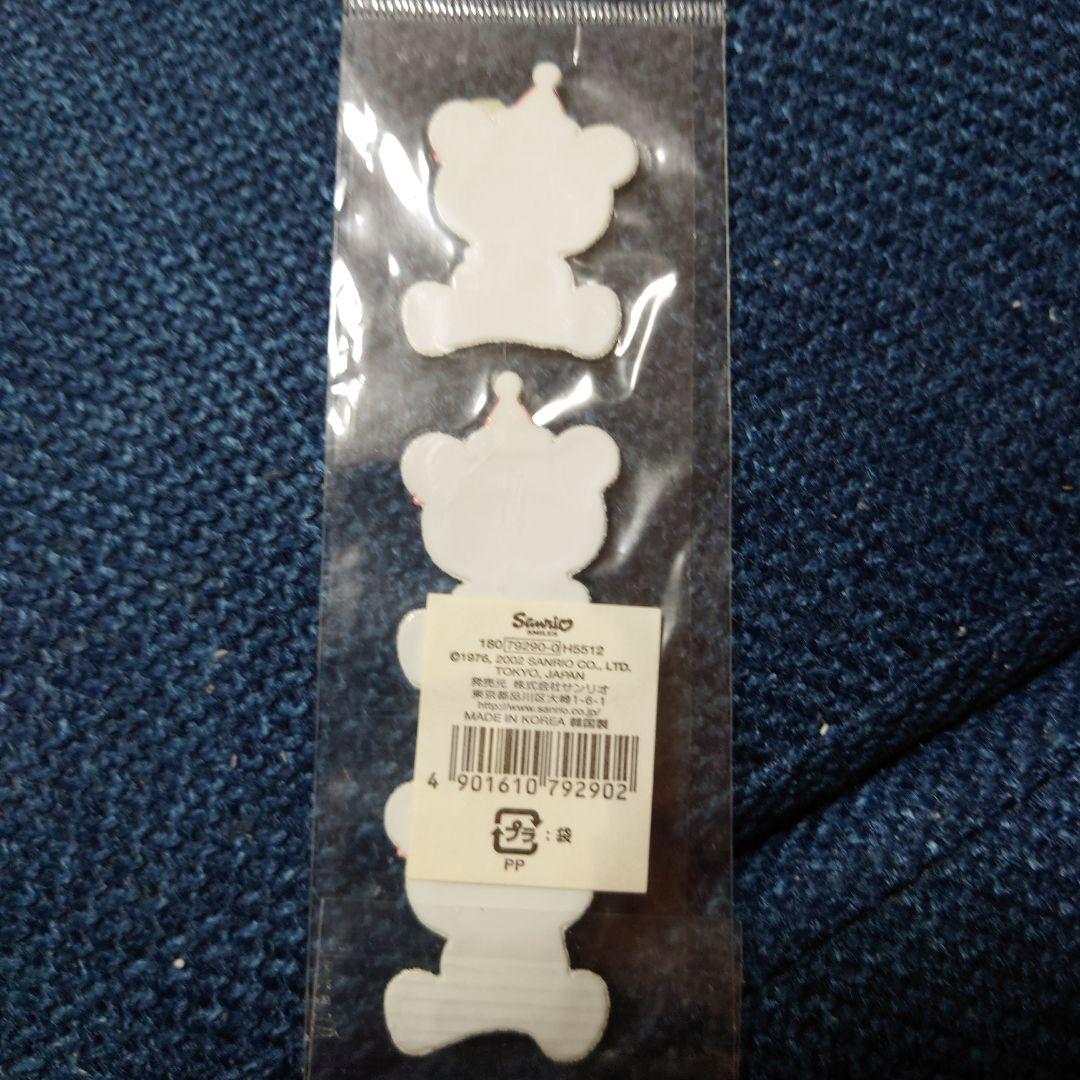 Sanrio
SMILES
180 79290-0 H5512
©1976, 2002 SANRIO CO., LTD.
TOKYO, JAPAN
発売元 株式会社サンリオ
東京都品川区大崎1-6-1
http://www.sanrio.co.jp/
MADE IN KOREA 韓国製
4 901610 792902
プラ : 袋
PP